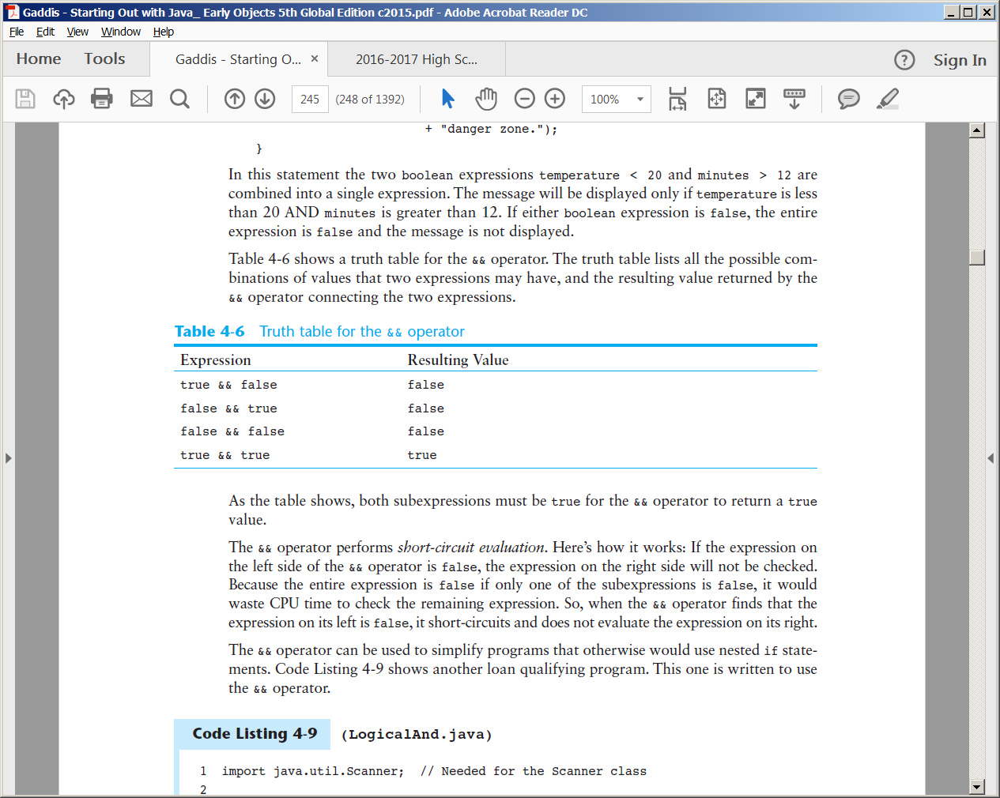 Gaddis - Starting Out with Java_ Early Objects 5th Global Edition c2015.pdf - Adobe Acrobat Reader DC
File Edit View Window Help
Home Tools Gaddis - Starting O... × 2016-2017 High Sc... ? Sign In
245 (248 of 1392) 100%
+ "danger zone.");
}
In this statement the two boolean expressions temperature < 20 and minutes > 12 are
combined into a single expression. The message will be displayed only if temperature is less
than 20 AND minutes is greater than 12. If either boolean expression is false, the entire
expression is false and the message is not displayed.
Table 4-6 shows a truth table for the && operator. The truth table lists all the possible com-
binations of values that two expressions may have, and the resulting value returned by the
&& operator connecting the two expressions.
Table 4-6 Truth table for the && operator
Expression Resulting Value
true && false false
false && true false
false && false false
true && true true
As the table shows, both subexpressions must be true for the && operator to return a true
value.
The && operator performs short-circuit evaluation. Here's how it works: If the expression on
the left side of the && operator is false, the expression on the right side will not be checked.
Because the entire expression is false if only one of the subexpressions is false, it would
waste CPU time to check the remaining expression. So, when the && operator finds that the
expression on its left is false, it short-circuits and does not evaluate the expression on its right.
The && operator can be used to simplify programs that otherwise would use nested if state-
ments. Code Listing 4-9 shows another loan qualifying program. This one is written to use
the && operator.
Code Listing 4-9 (LogicalAnd.java)
1 import java.util.Scanner; // Needed for the Scanner class
2